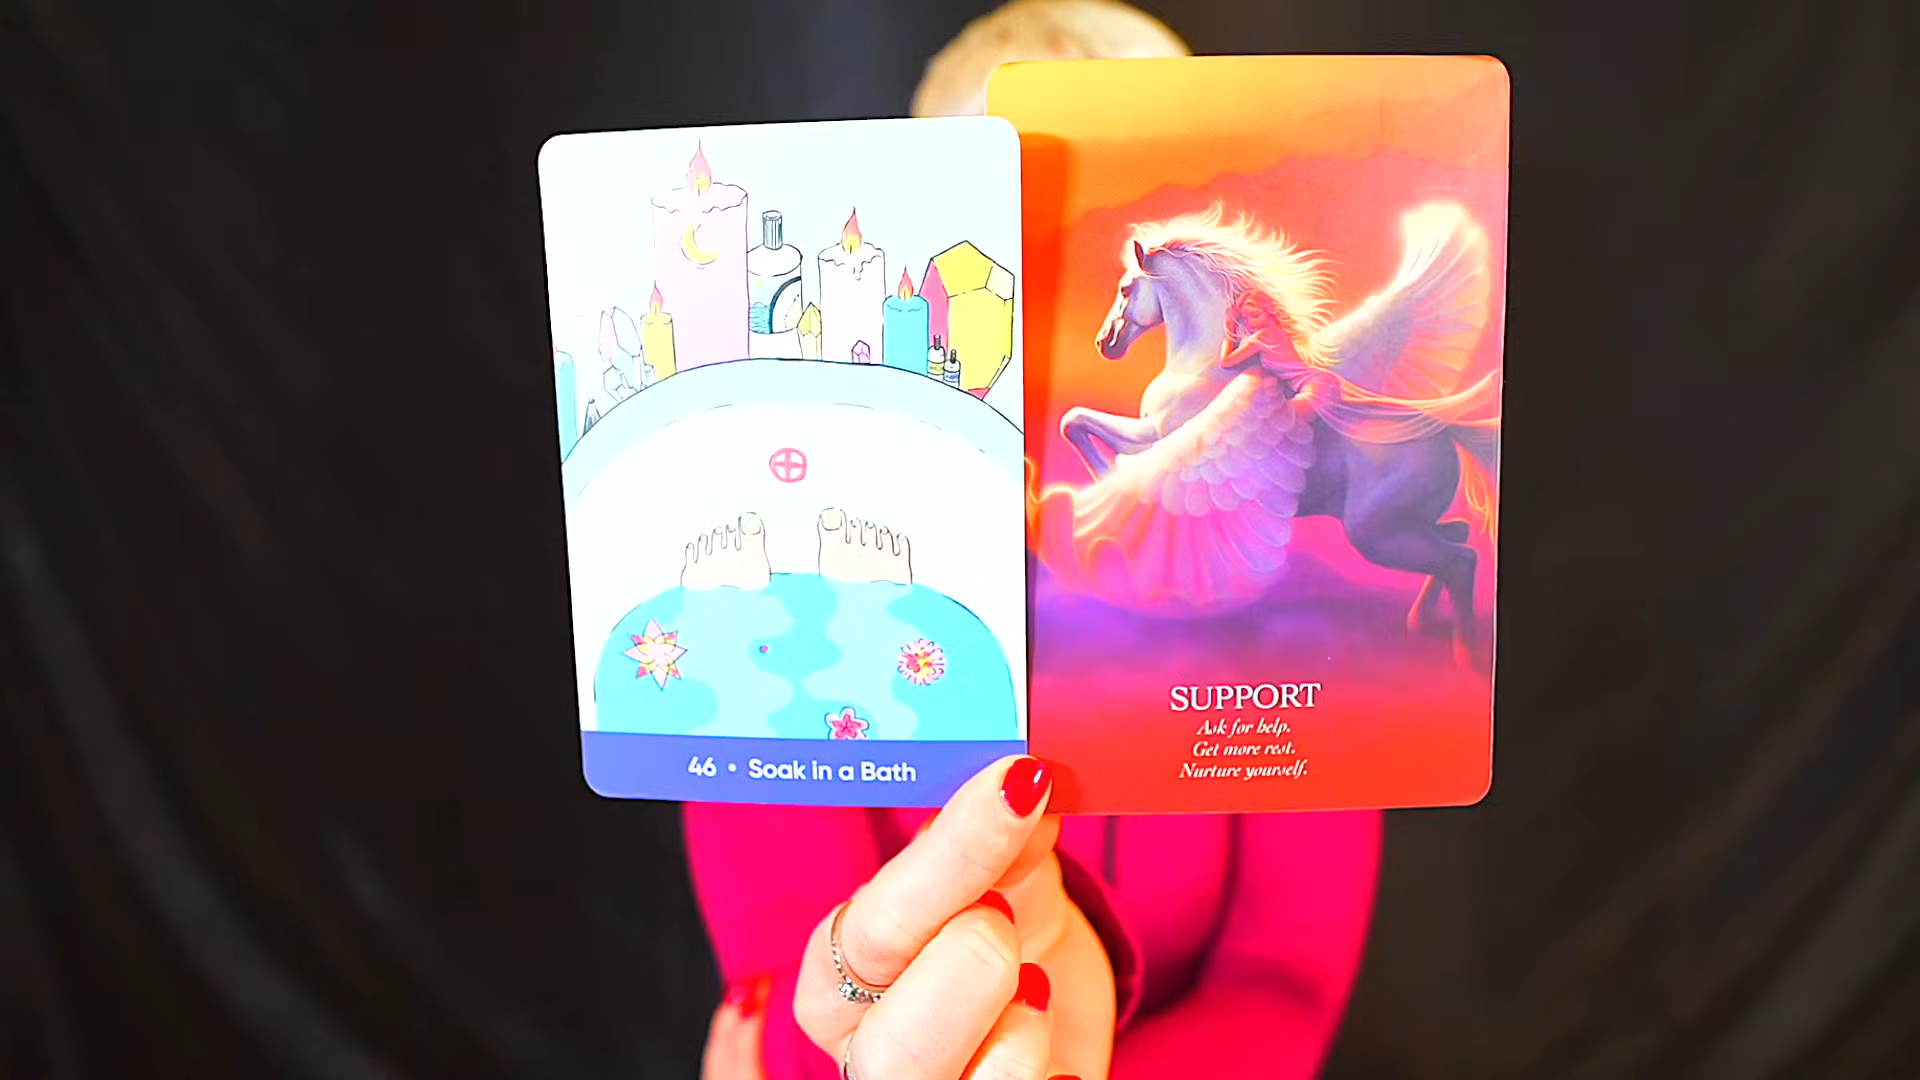 46 • Soak in a Bath
SUPPORT
Ask for help.
Get more rest.
Nurture yourself.